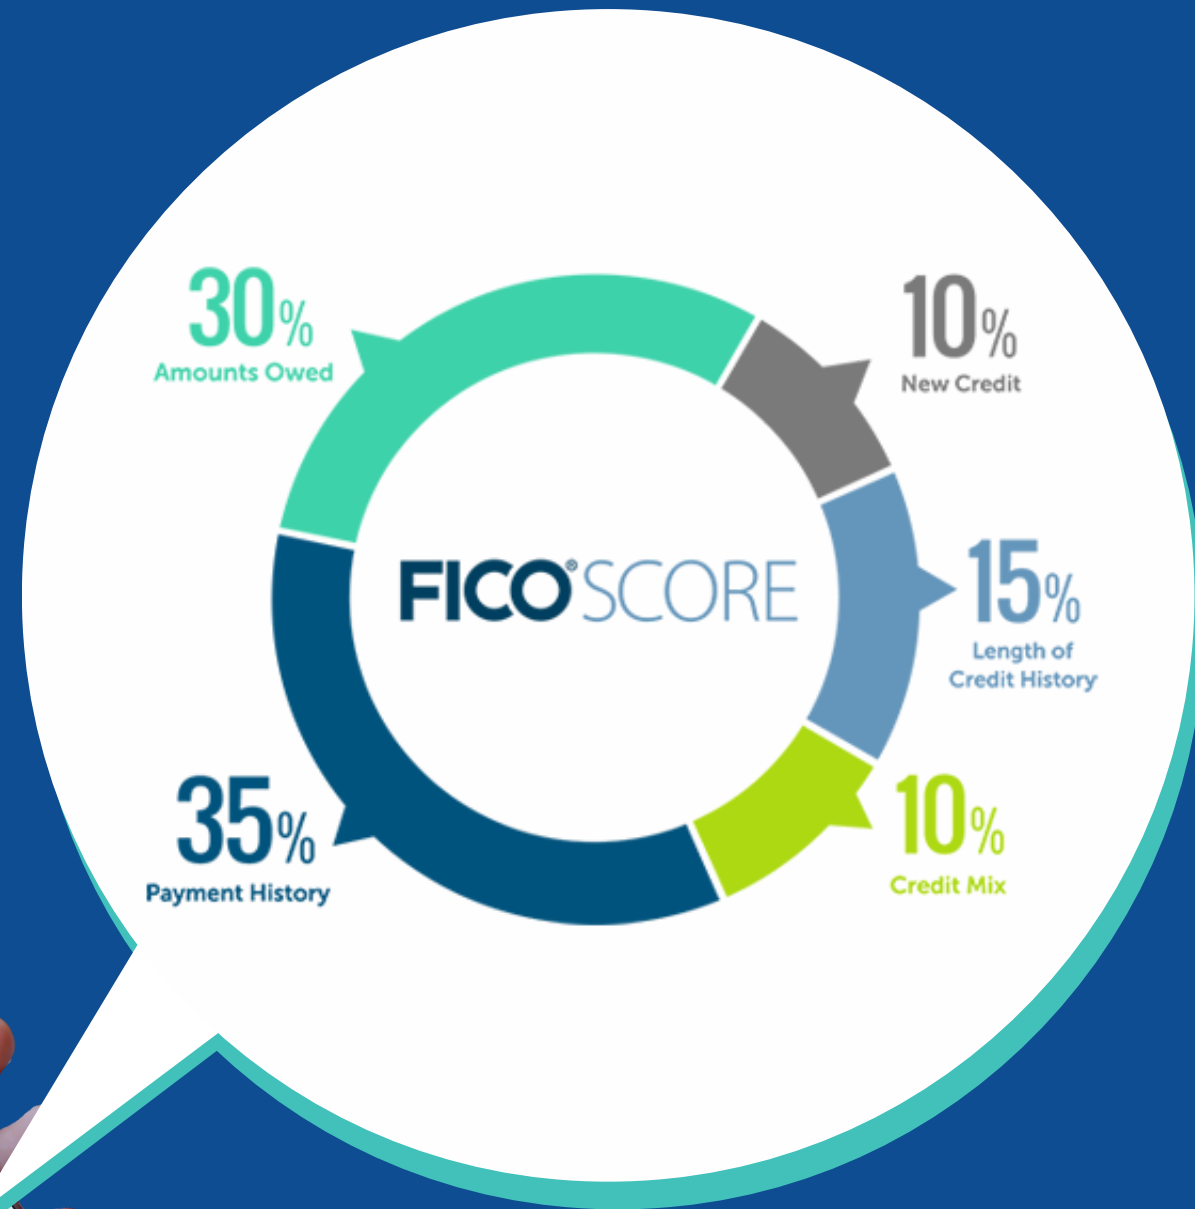 30%
Amounts Owed
10%
New Credit
FICO® SCORE
15%
Length of
Credit History
35%
Payment History
10%
Credit Mix